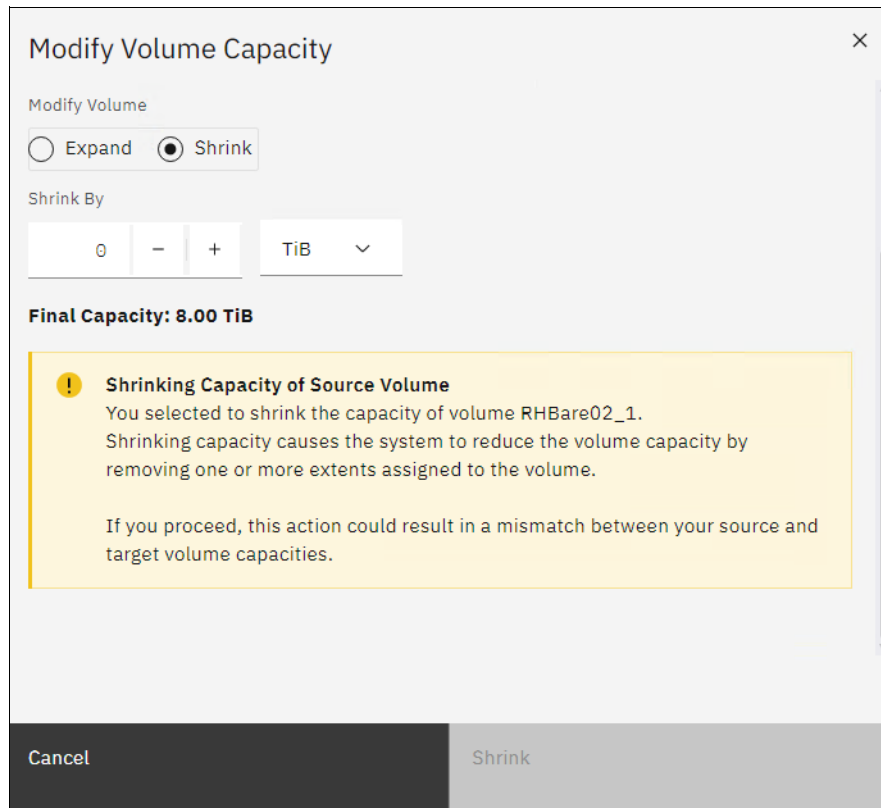 Modify Volume Capacity
Modify Volume
Expand Shrink
Shrink By
0 − + TiB
Final Capacity: 8.00 TiB
Shrinking Capacity of Source Volume
You selected to shrink the capacity of volume RHBare02_1.
Shrinking capacity causes the system to reduce the volume capacity by
removing one or more extents assigned to the volume.
If you proceed, this action could result in a mismatch between your source and
target volume capacities.
Cancel Shrink